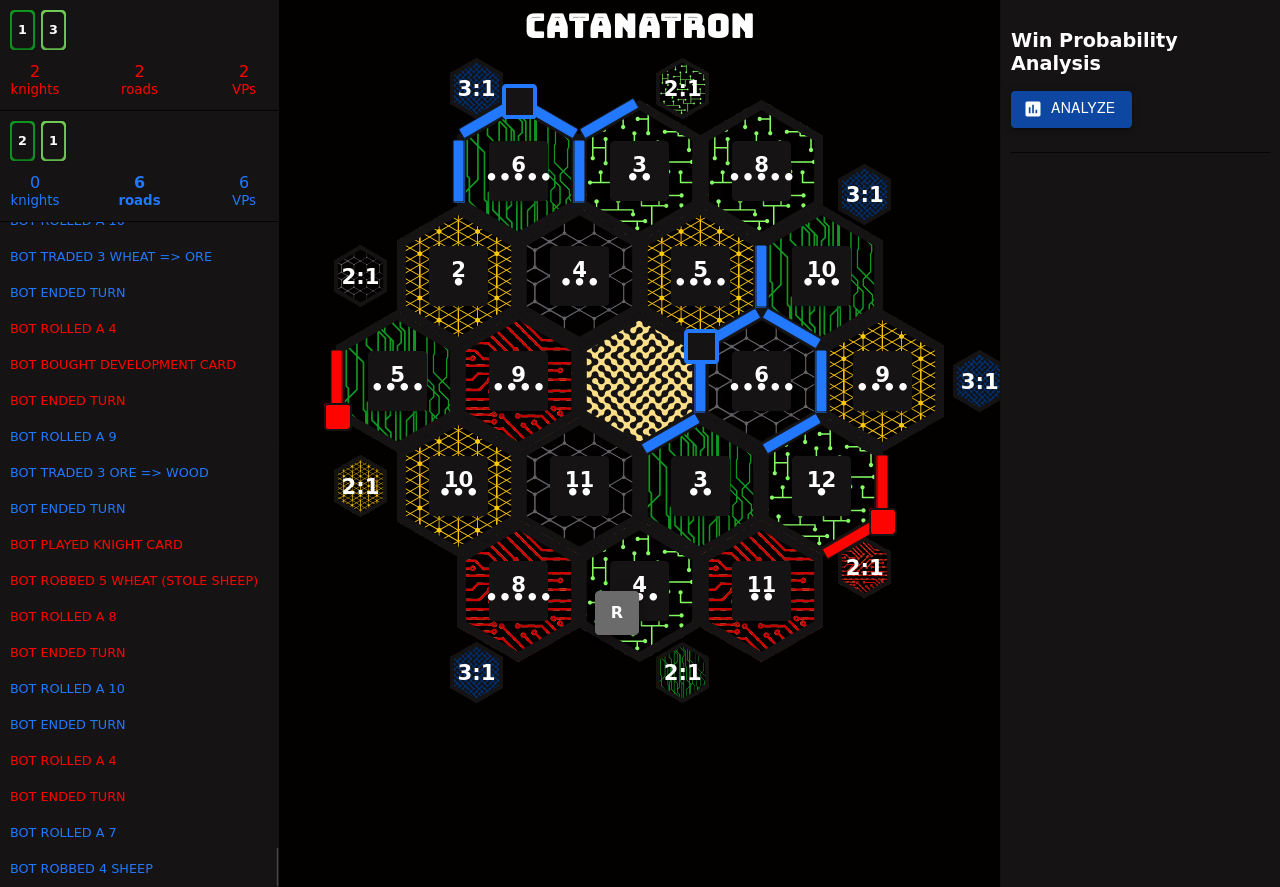 1 3
2 2 2
knights roads VPs
2 1
0 6 6
knights roads VPs
BOT TRADED 3 WHEAT => ORE
BOT ENDED TURN
BOT ROLLED A 4
BOT BOUGHT DEVELOPMENT CARD
BOT ENDED TURN
BOT ROLLED A 9
BOT TRADED 3 ORE => WOOD
BOT ENDED TURN
BOT PLAYED KNIGHT CARD
BOT ROBBED 5 WHEAT (STOLE SHEEP)
BOT ROLLED A 8
BOT ENDED TURN
BOT ROLLED A 10
BOT ENDED TURN
BOT ROLLED A 4
BOT ENDED TURN
BOT ROLLED A 7
BOT ROBBED 4 SHEEP
CATANATRON
3:1 2:1
6 3 8
3:1
2:1 2 4 5 10
5 9 6 9 3:1
2:1 10 11 3 12
2:1
8 4 11
R
3:1 2:1
Win Probability
Analysis
ANALYZE